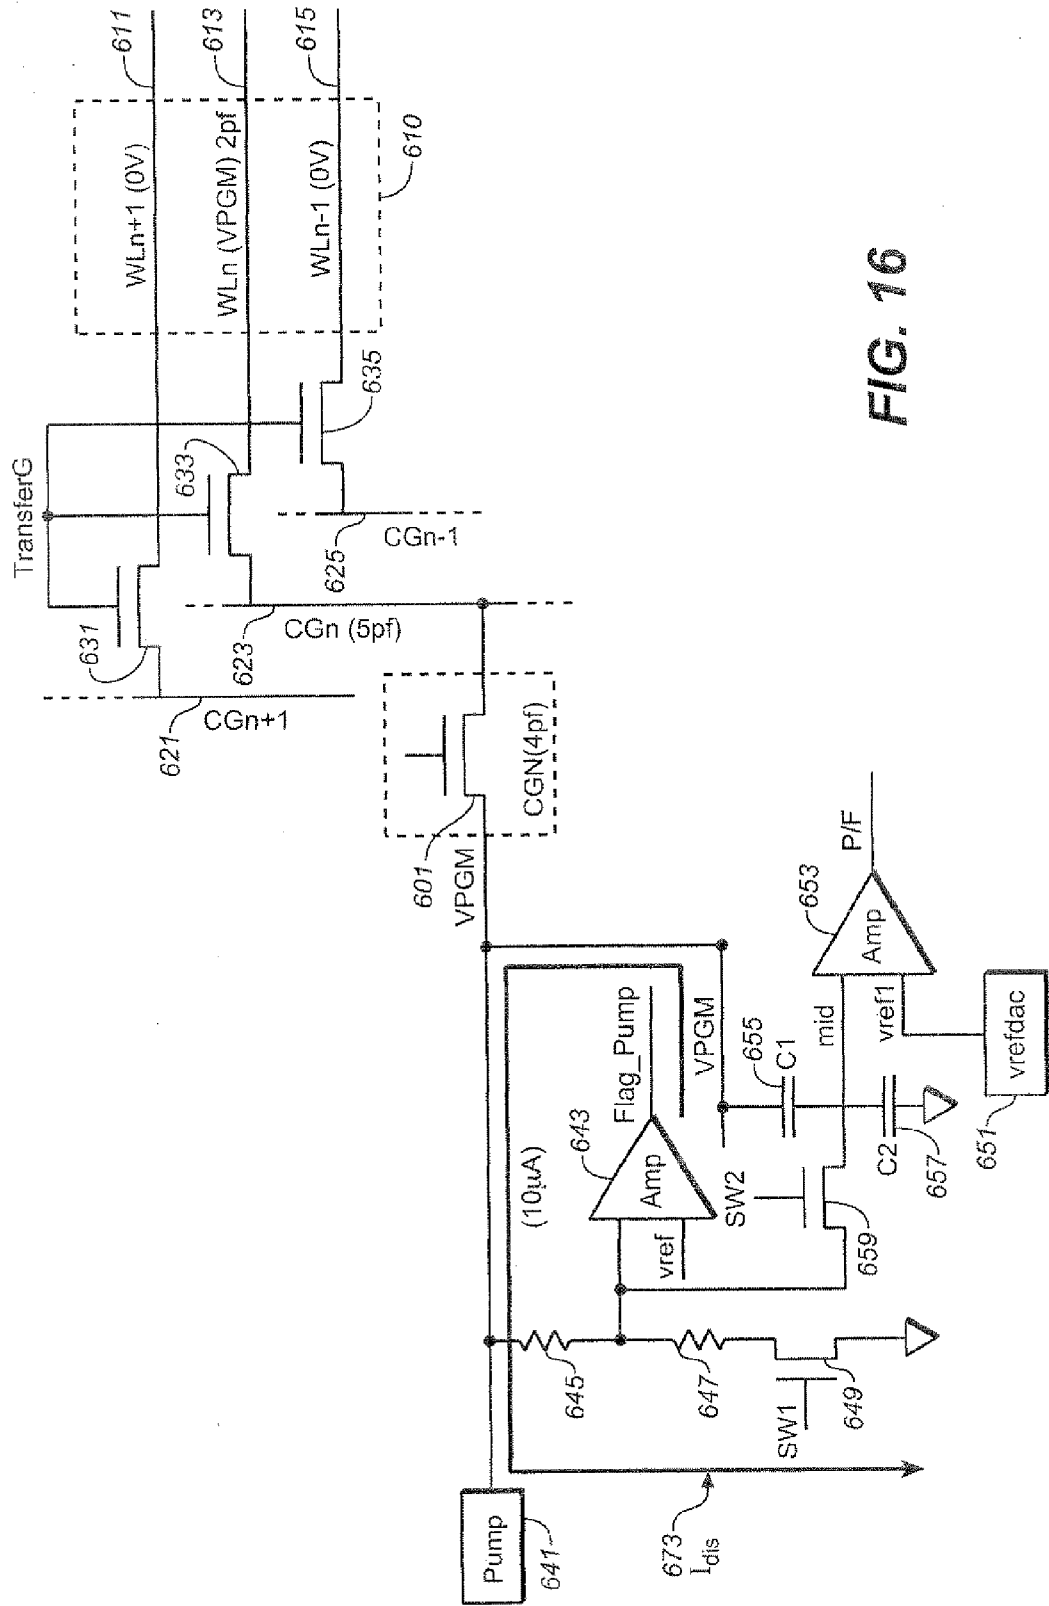 TransferG
WLn+1 (0V)
611
WLn (VPGM) 2pf
613
WLn-1 (0V)
615
610
631
633
635
621
CGn+1
623
CGn (5pf)
625
CGn-1
CGN(4pf)
601
VPGM
Pump
641
645
647
SW1
649
(10µA)
Flag_Pump
643
Amp
vref
VPGM
SW2
659
655
C1
C2
657
mid
vref1
653
Amp
P/F
vrefdac
651
673
Idis
FIG. 16